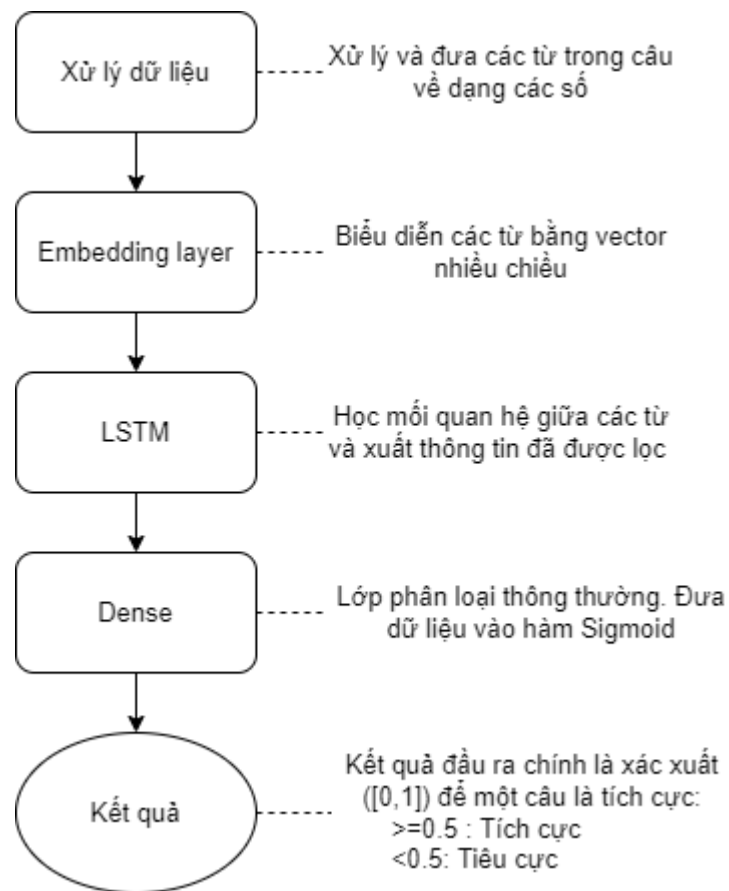 Xử lý dữ liệu
Xử lý và đưa các từ trong câu
về dạng các số
Embedding layer
Biểu diễn các từ bằng vector
nhiều chiều
LSTM
Học mối quan hệ giữa các từ
và xuất thông tin đã được lọc
Dense
Lớp phân loại thông thường. Đưa
dữ liệu vào hàm Sigmoid
Kết quả
Kết quả đầu ra chính là xác xuất
([0,1]) để một câu là tích cực:
>=0.5 : Tích cực
<0.5: Tiêu cực